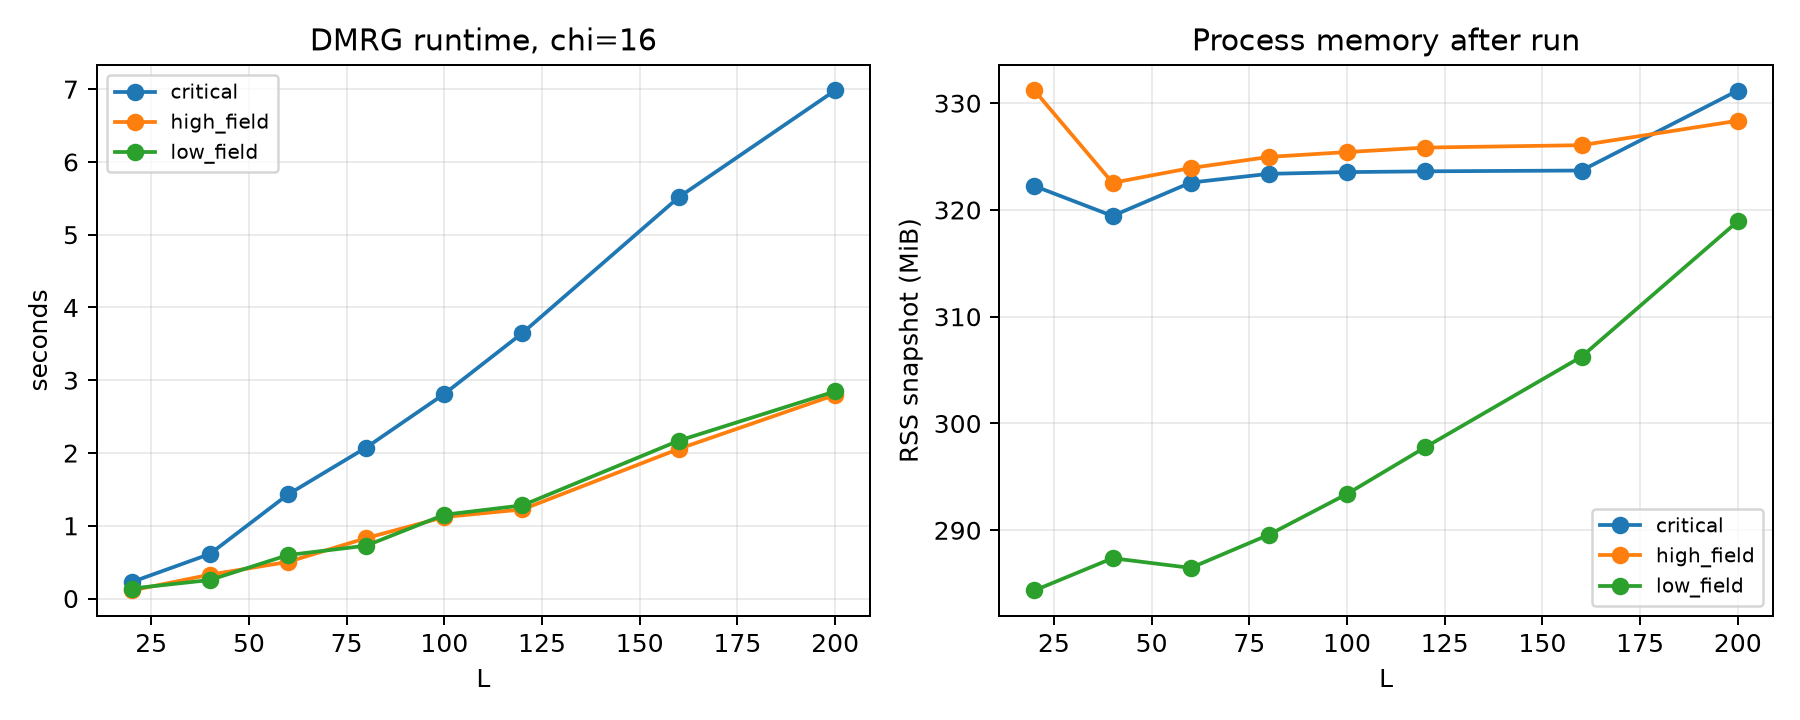 DMRG runtime, chi=16
critical
high_field
low_field
seconds
7
6
5
4
3
2
1
0
25 50 75 100 125 150 175 200
L
Process memory after run
RSS snapshot (MiB)
330
320
310
300
290
critical
high_field
low_field
25 50 75 100 125 150 175 200
L